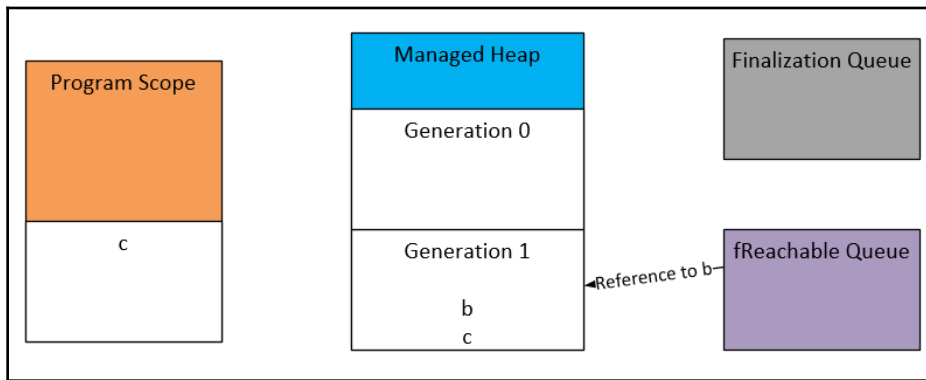 Program Scope
c
Managed Heap
Generation 0
Generation 1
b
c
Reference to b
Finalization Queue
fReachable Queue